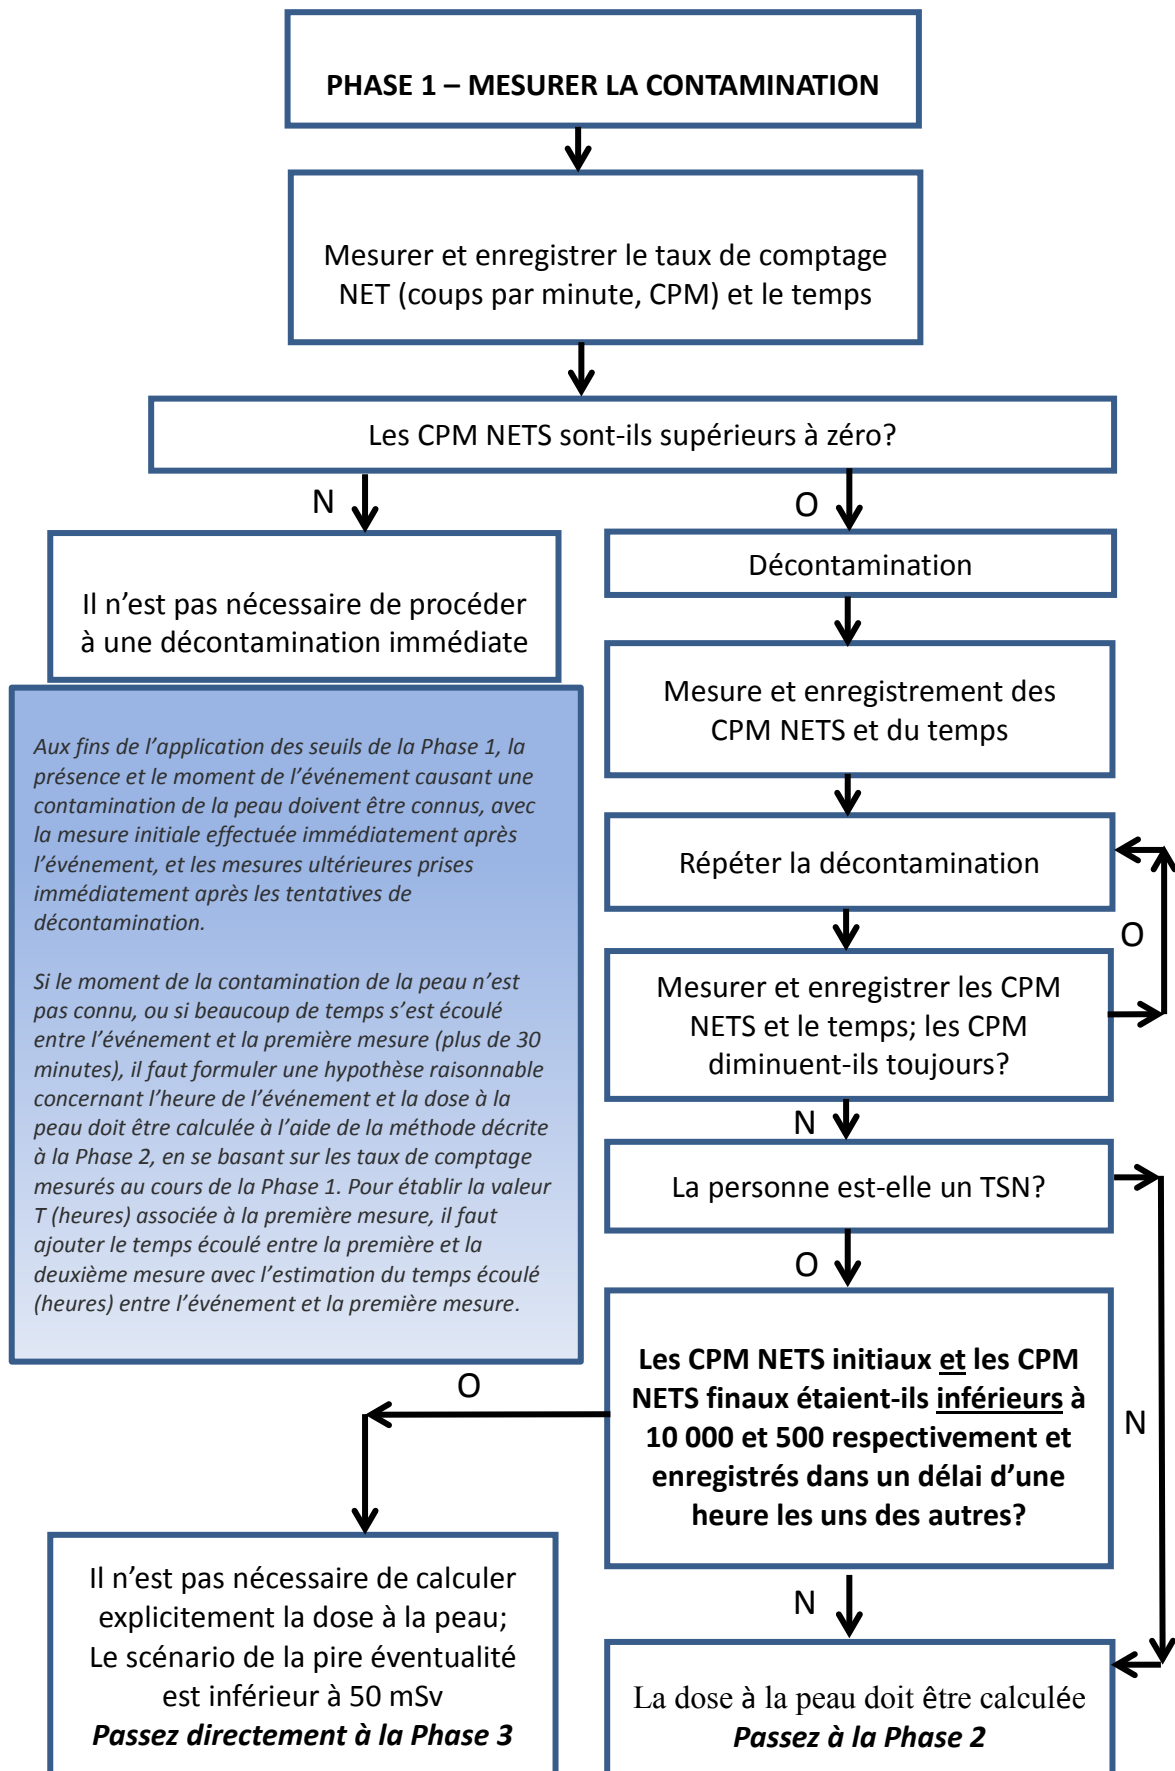 PHASE 1 – MESURER LA CONTAMINATION
Mesurer et enregistrer le taux de comptage
NET (coups par minute, CPM) et le temps
Les CPM NETS sont-ils supérieurs à zéro?
N
O
Il n’est pas nécessaire de procéder
à une décontamination immédiate
Décontamination
Mesure et enregistrement des
CPM NETS et du temps
Répéter la décontamination
O
Mesurer et enregistrer les CPM
NETS et le temps; les CPM
diminuent-ils toujours?
N
La personne est-elle un TSN?
O
N
Aux fins de l’application des seuils de la Phase 1, la
présence et le moment de l’événement causant une
contamination de la peau doivent être connus, avec
la mesure initiale effectuée immédiatement après
l’événement, et les mesures ultérieures prises
immédiatement après les tentatives de
décontamination.
Si le moment de la contamination de la peau n’est
pas connu, ou si beaucoup de temps s’est écoulé
entre l’événement et la première mesure (plus de 30
minutes), il faut formuler une hypothèse raisonnable
concernant l’heure de l’événement et la dose à la
peau doit être calculée à l’aide de la méthode décrite
à la Phase 2, en se basant sur les taux de comptage
mesurés au cours de la Phase 1. Pour établir la valeur
T (heures) associée à la première mesure, il faut
ajouter le temps écoulé entre la première et la
deuxième mesure avec l’estimation du temps écoulé
(heures) entre l’événement et la première mesure.
Les CPM NETS initiaux et les CPM
NETS finaux étaient-ils inférieurs à
10 000 et 500 respectivement et
enregistrés dans un délai d’une
heure les uns des autres?
O
N
Il n’est pas nécessaire de calculer
explicitement la dose à la peau;
Le scénario de la pire éventualité
est inférieur à 50 mSv
Passez directement à la Phase 3
La dose à la peau doit être calculée
Passez à la Phase 2